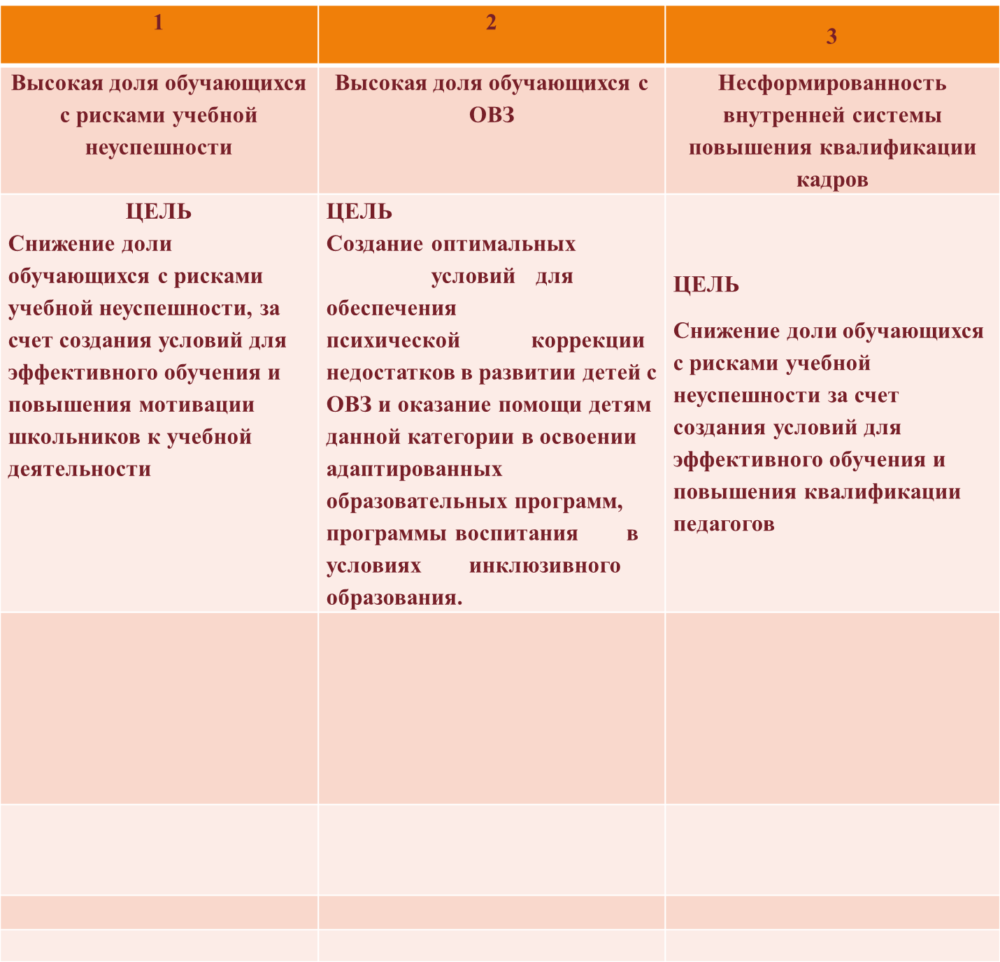 1
2
3
Высокая доля обучающихся
с рисками учебной
неуспешности
Высокая доля обучающихся с
ОВЗ
Несформированность
внутренней системы
повышения квалификации
кадров
ЦЕЛЬ
Снижение доли
обучающихся с рисками
учебной неуспешности, за
счет создания условий для
эффективного обучения и
повышения мотивации
школьников к учебной
деятельности
ЦЕЛЬ
Создание оптимальных
условий для
обеспечения
психической коррекции
недостатков в развитии детей с
ОВЗ и оказание помощи детям
данной категории в освоении
адаптированных
образовательных программ,
программы воспитания в
условиях инклюзивного
образования.
ЦЕЛЬ
Снижение доли обучающихся
с рисками учебной
неуспешности за счет
создания условий для
эффективного обучения и
повышения квалификации
педагогов